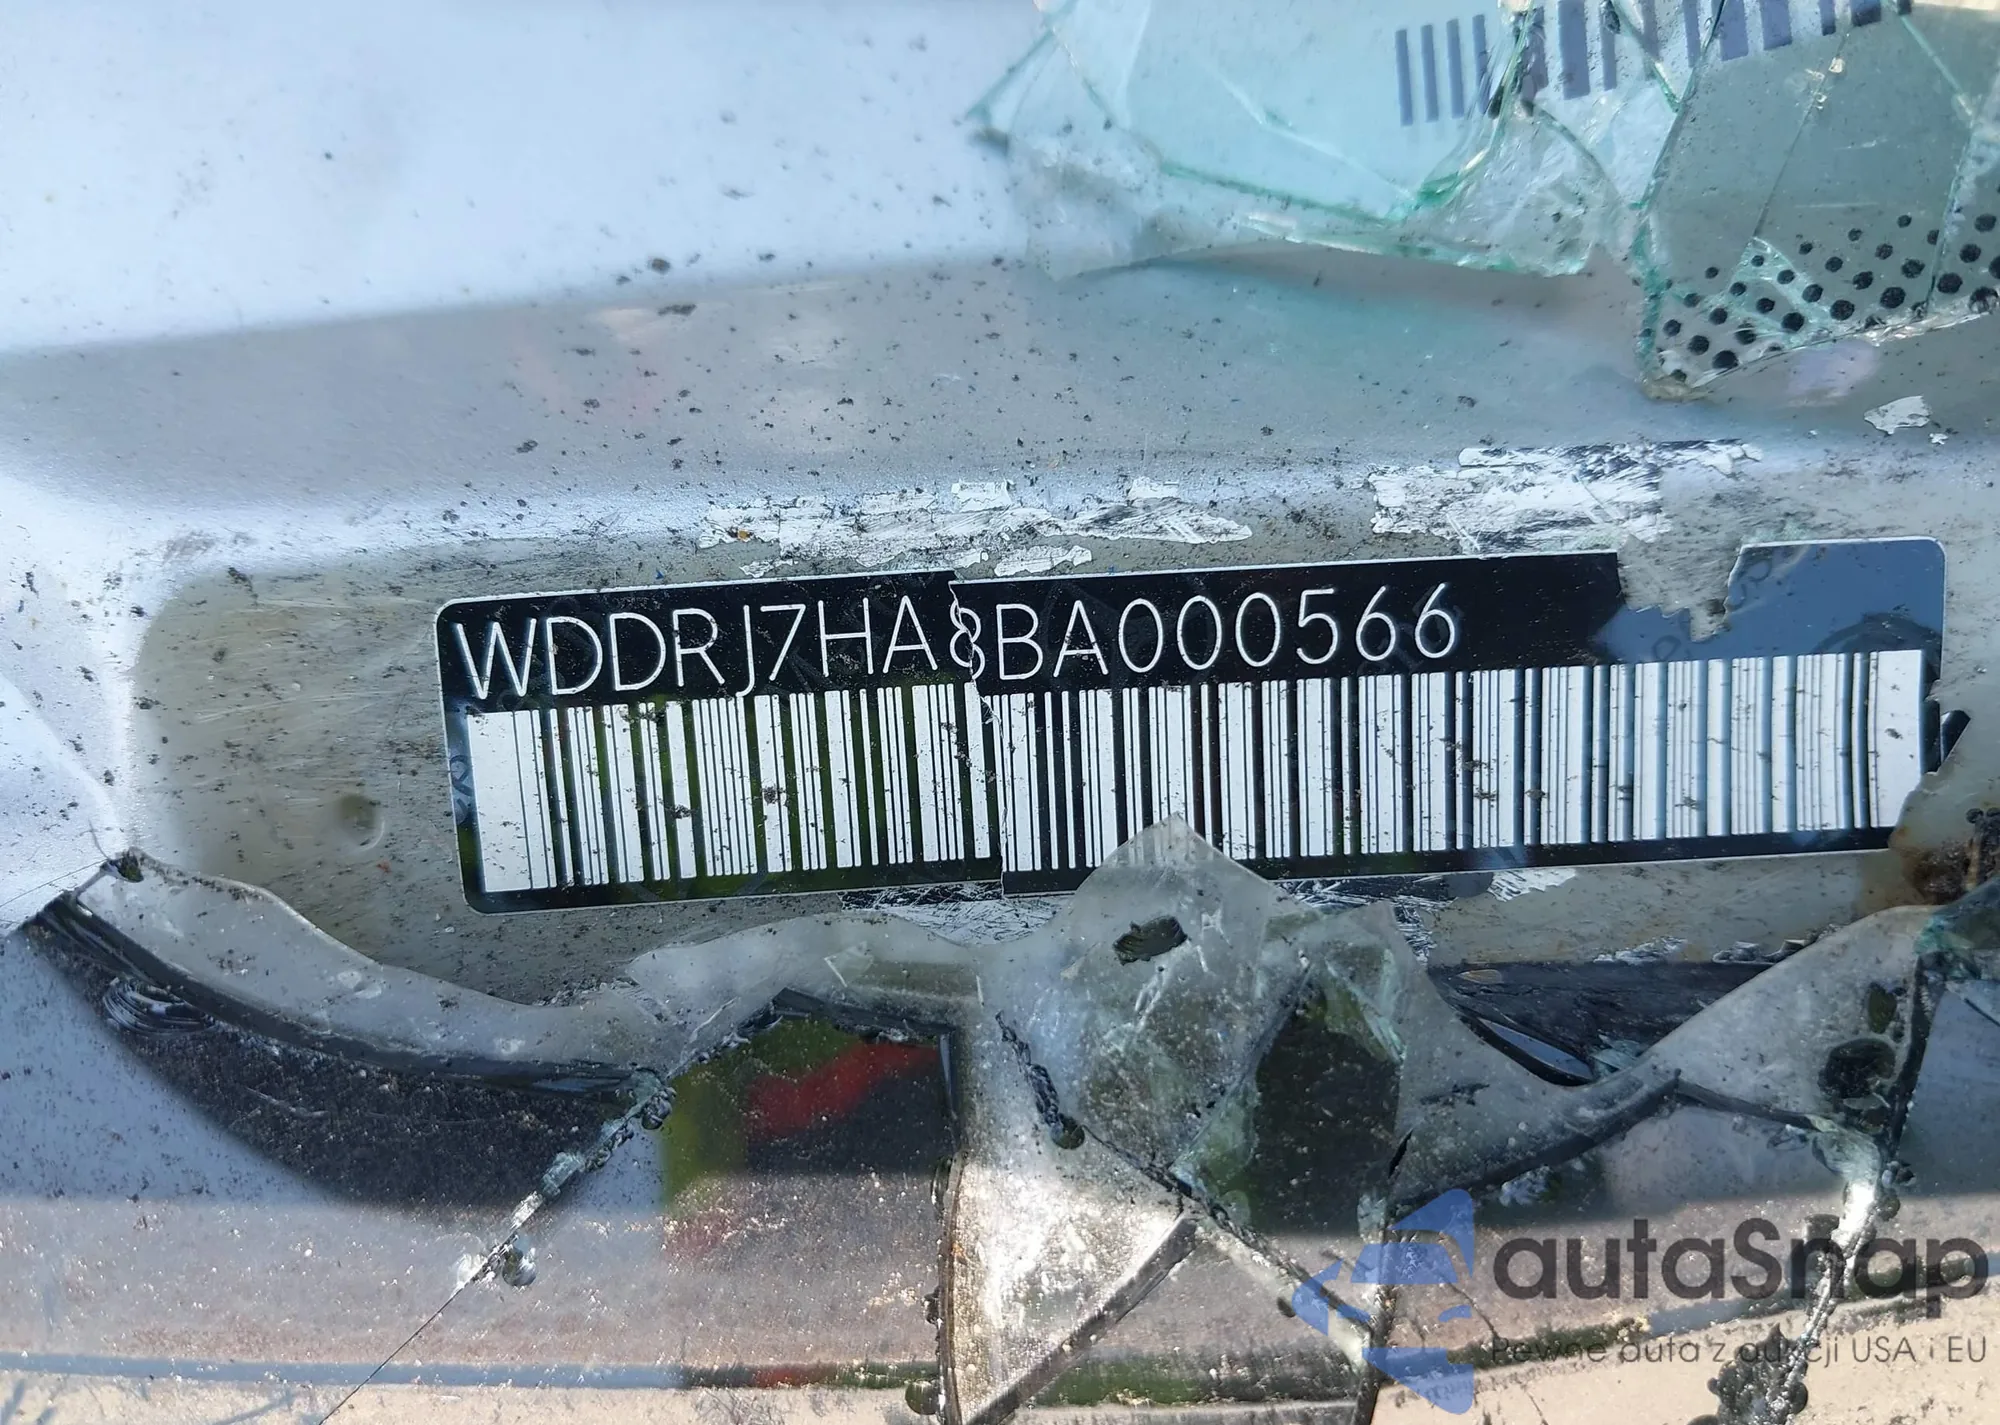 WDDRJ7HA8BA000566
autaSnap
Pewne auta z aukcji USA i EU